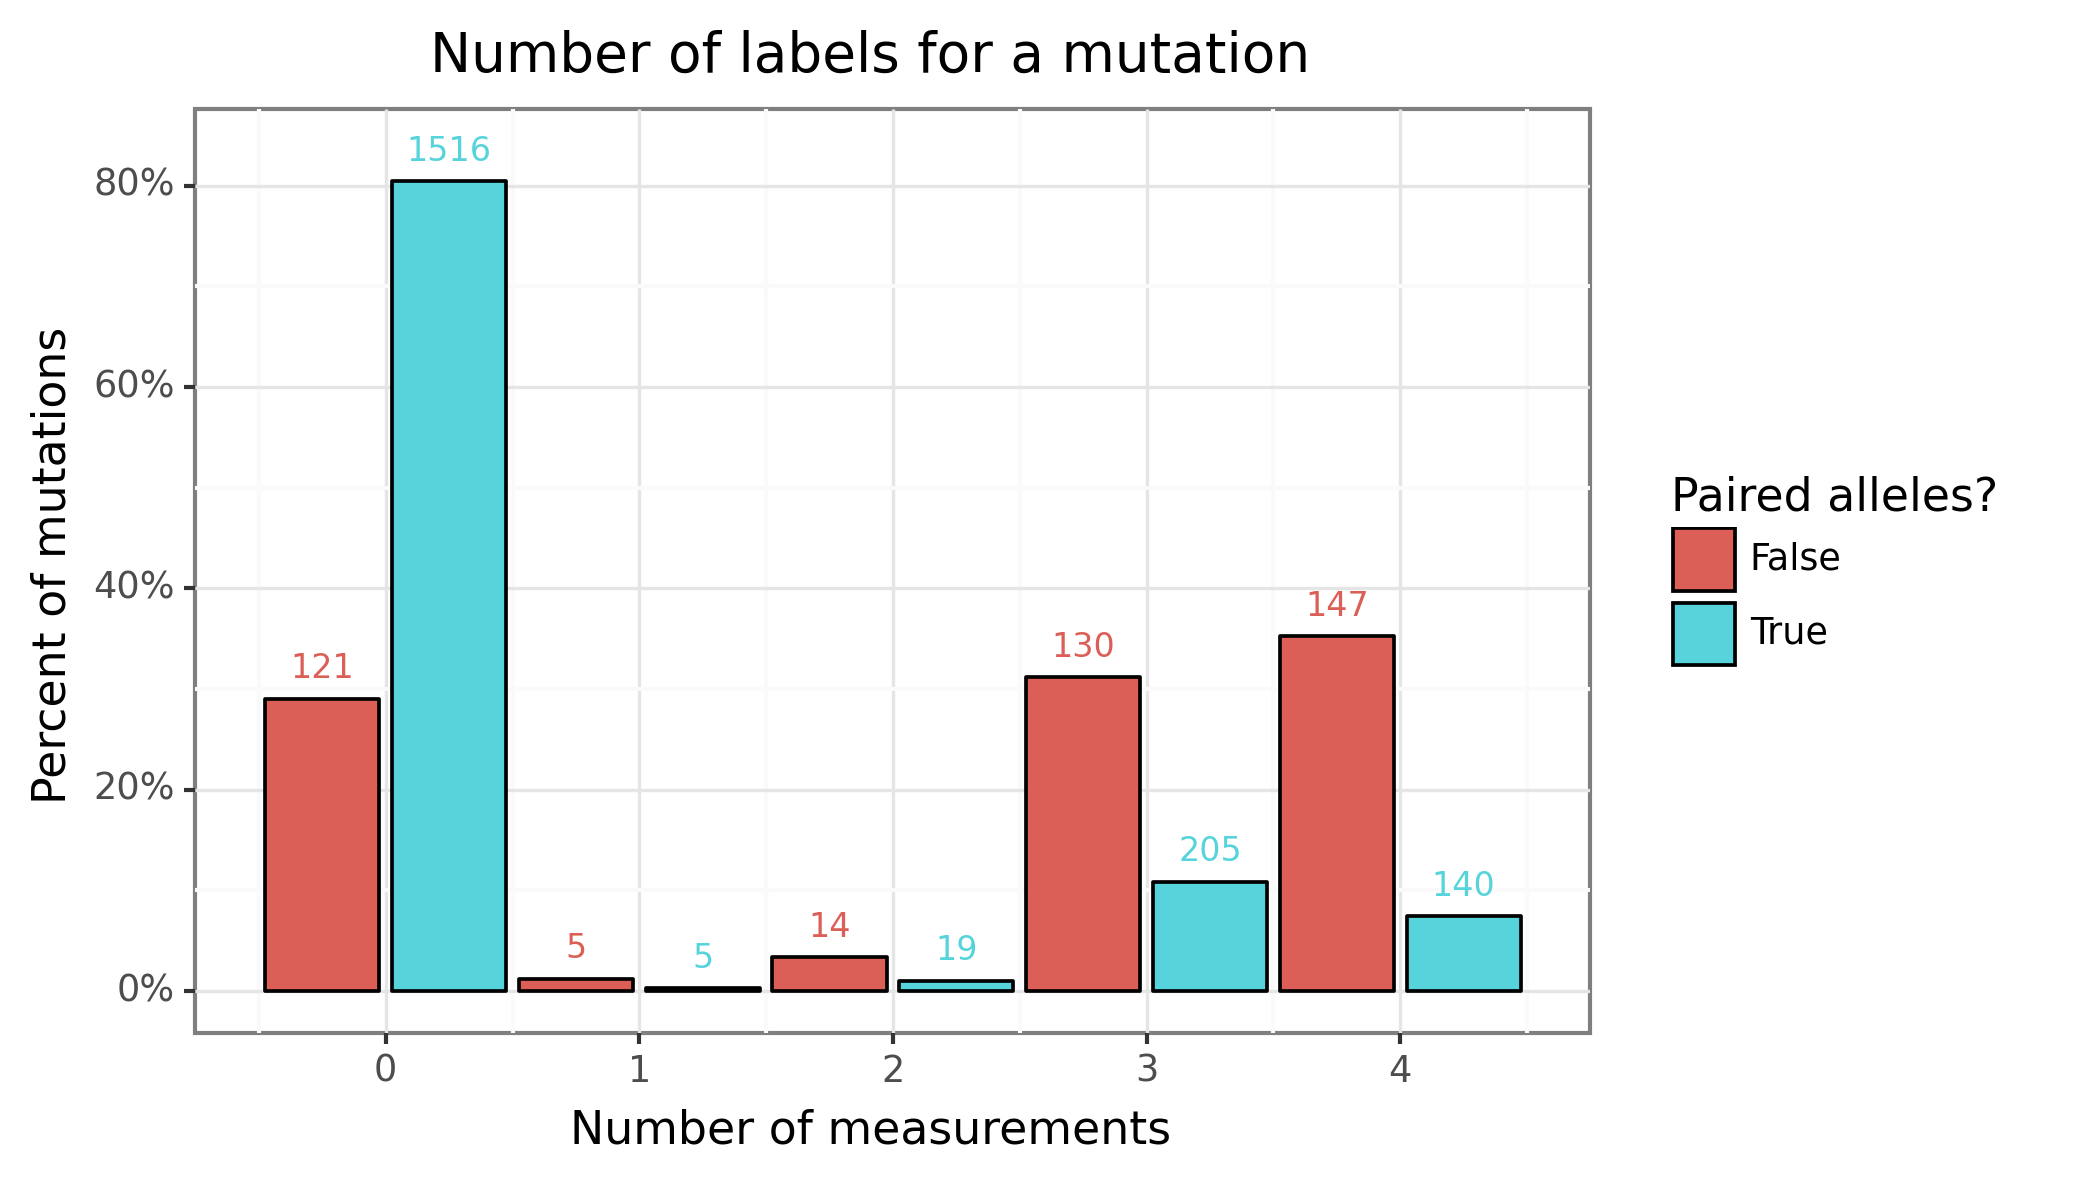 Number of labels for a mutation
1516
80%
60%
40%
147
130
121
20%
205
140
14
5
5
19
0%
0 1 2 3 4
Number of measurements
Percent of mutations
Paired alleles?
False
True